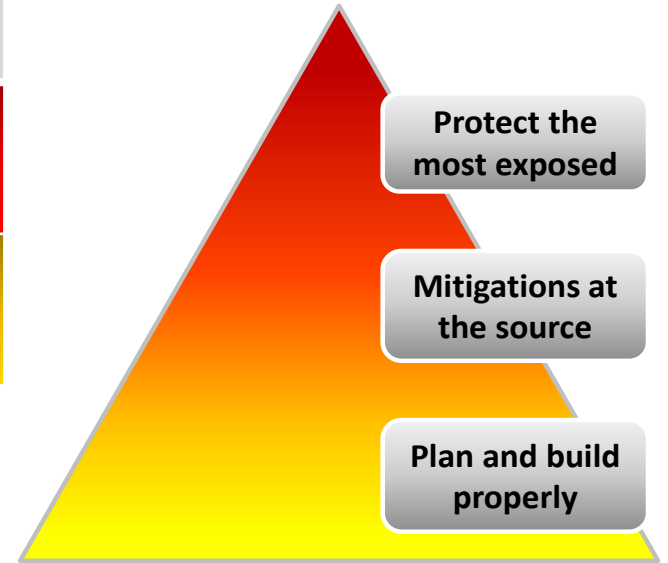 Protect the
most exposed
Mitigations at
the source
Plan and build
properly